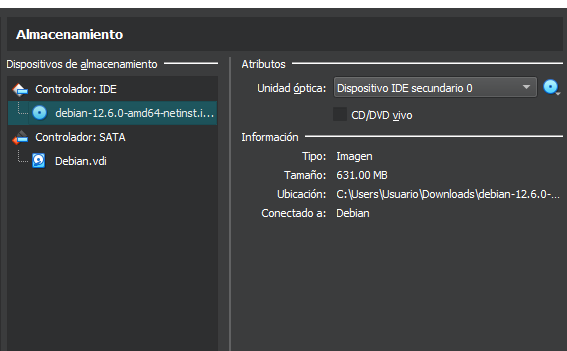 Almacenamiento
Dispositivos de almacenamiento
Controlador: IDE
debian-12.6.0-amd64-netinst.i...
Controlador: SATA
Debian.vdi
Atributos
Unidad óptica: Dispositivo IDE secundario 0
CD/DVD vivo
Información
Tipo: Imagen
Tamaño: 631.00 MB
Ubicación: C:\Users\Usuario\Downloads\debian-12.6.0-...
Conectado a: Debian